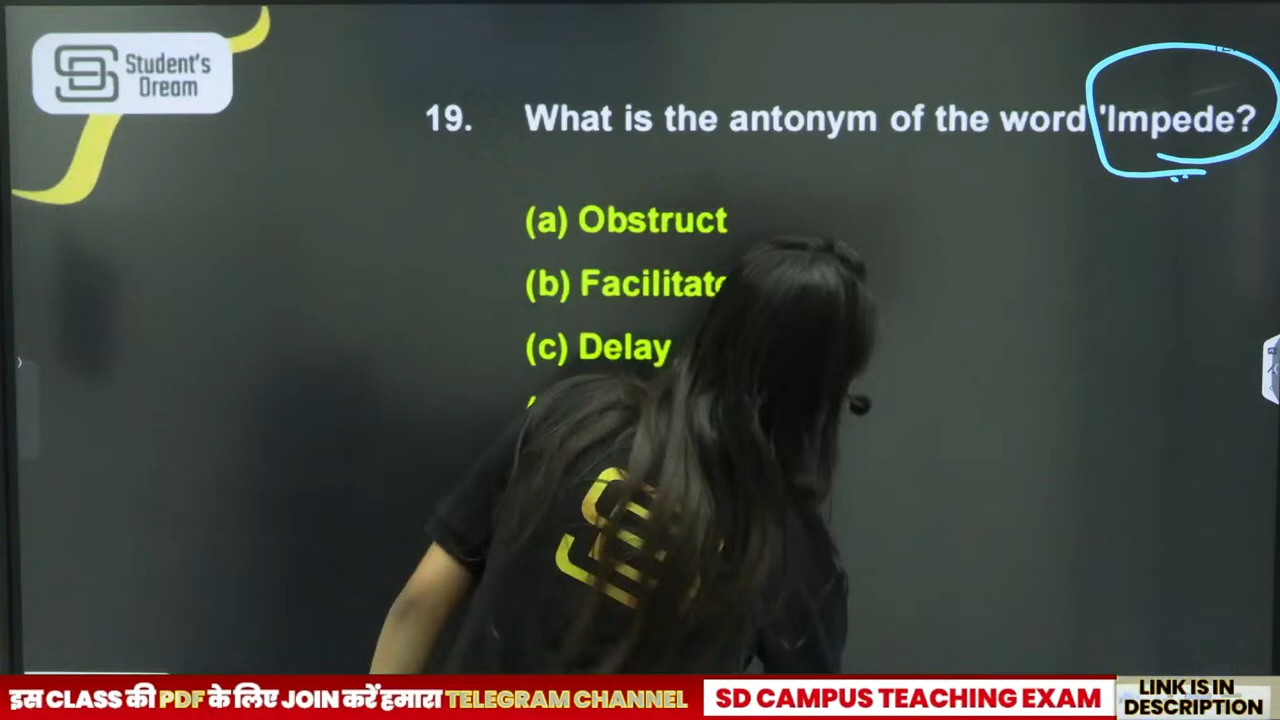 Student's
Dream
19. What is the antonym of the word 'Impede?
(a) Obstruct
(b) Facilitate
(c) Delay
इस CLASS की PDF के लिए JOIN करें हमारा TELEGRAM CHANNEL
SD CAMPUS TEACHING EXAM
LINK IS IN
DESCRIPTION